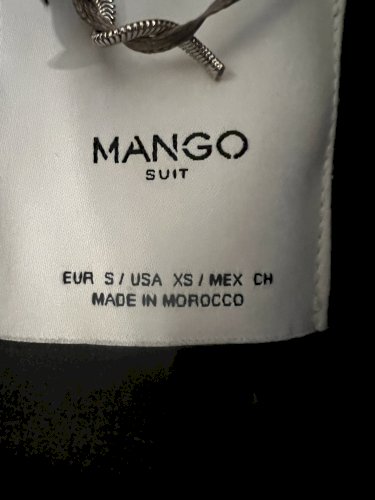 MANGO
SUIT
EUR S / USA XS / MEX CH
MADE IN MOROCCO